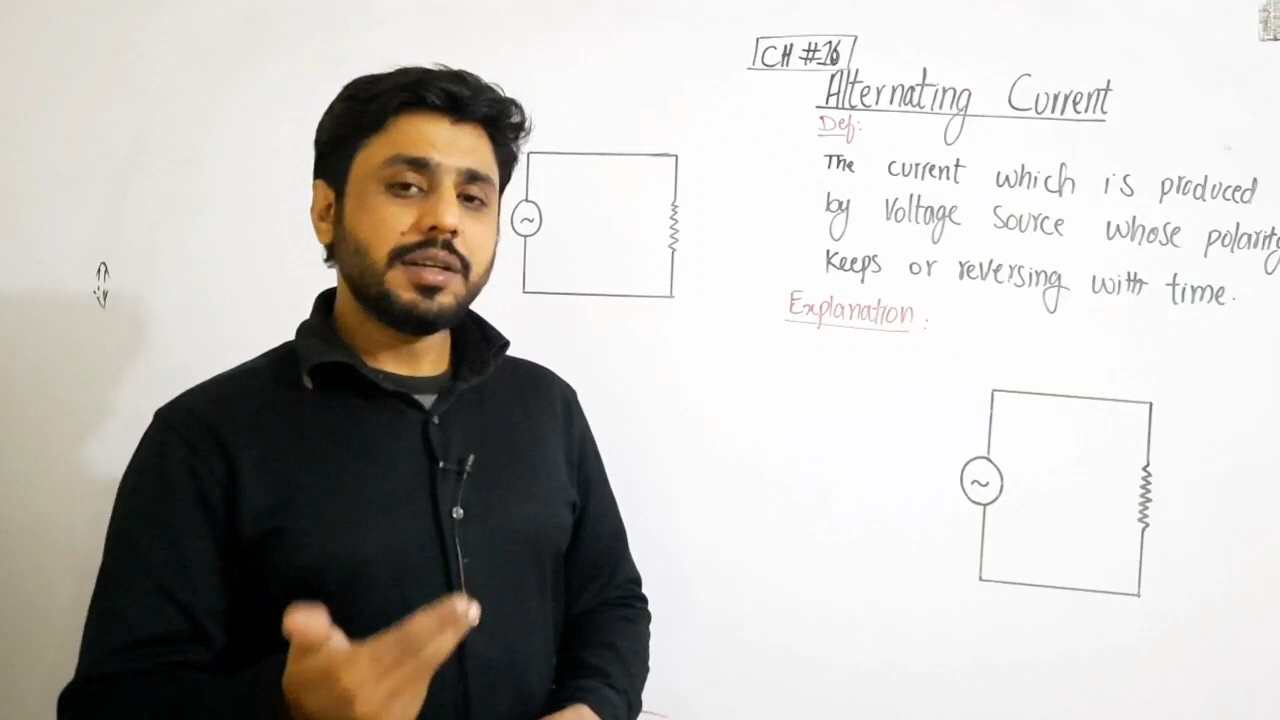 CH #16
Alternating Current
Def:
The current which is produced
by Voltage source whose polarity
keeps or reversing with time.
Explanation :
~
~